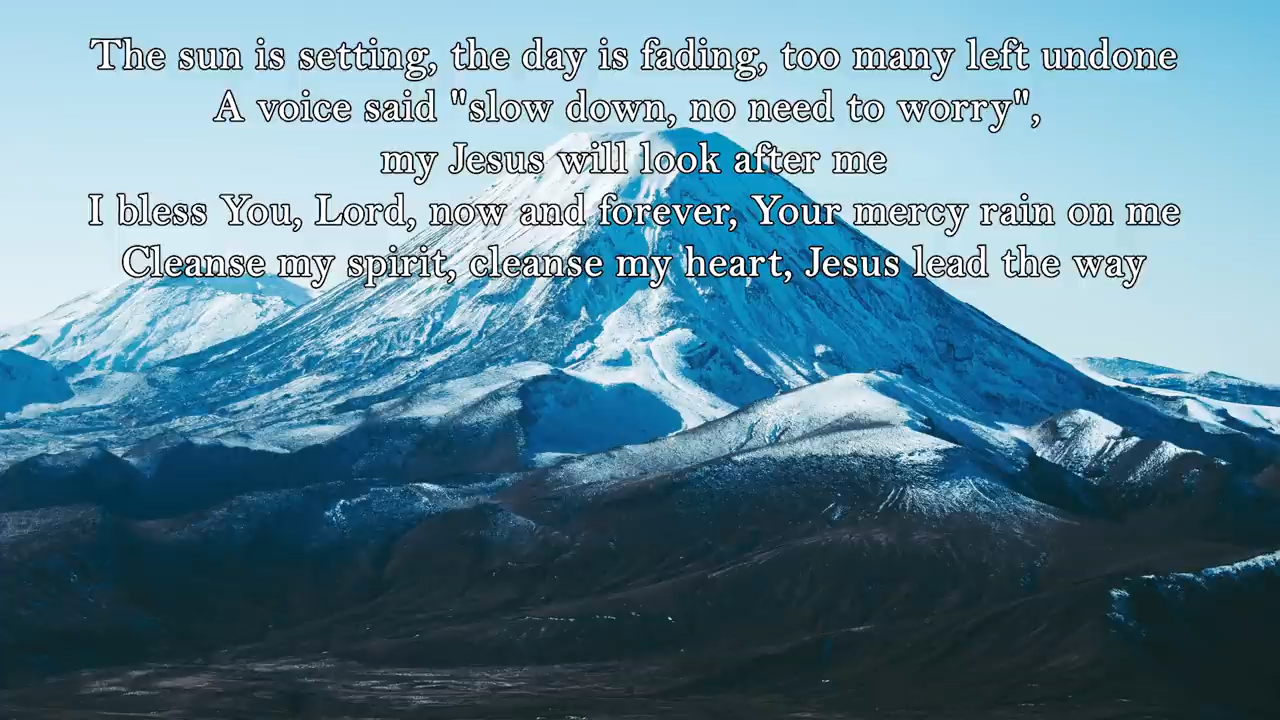 The sun is setting, the day is fading, too many left undone
A voice said "slow down, no need to worry",
my Jesus will look after me
I bless You, Lord, now and forever, Your mercy rain on me
Cleanse my spirit, cleanse my heart, Jesus lead the way